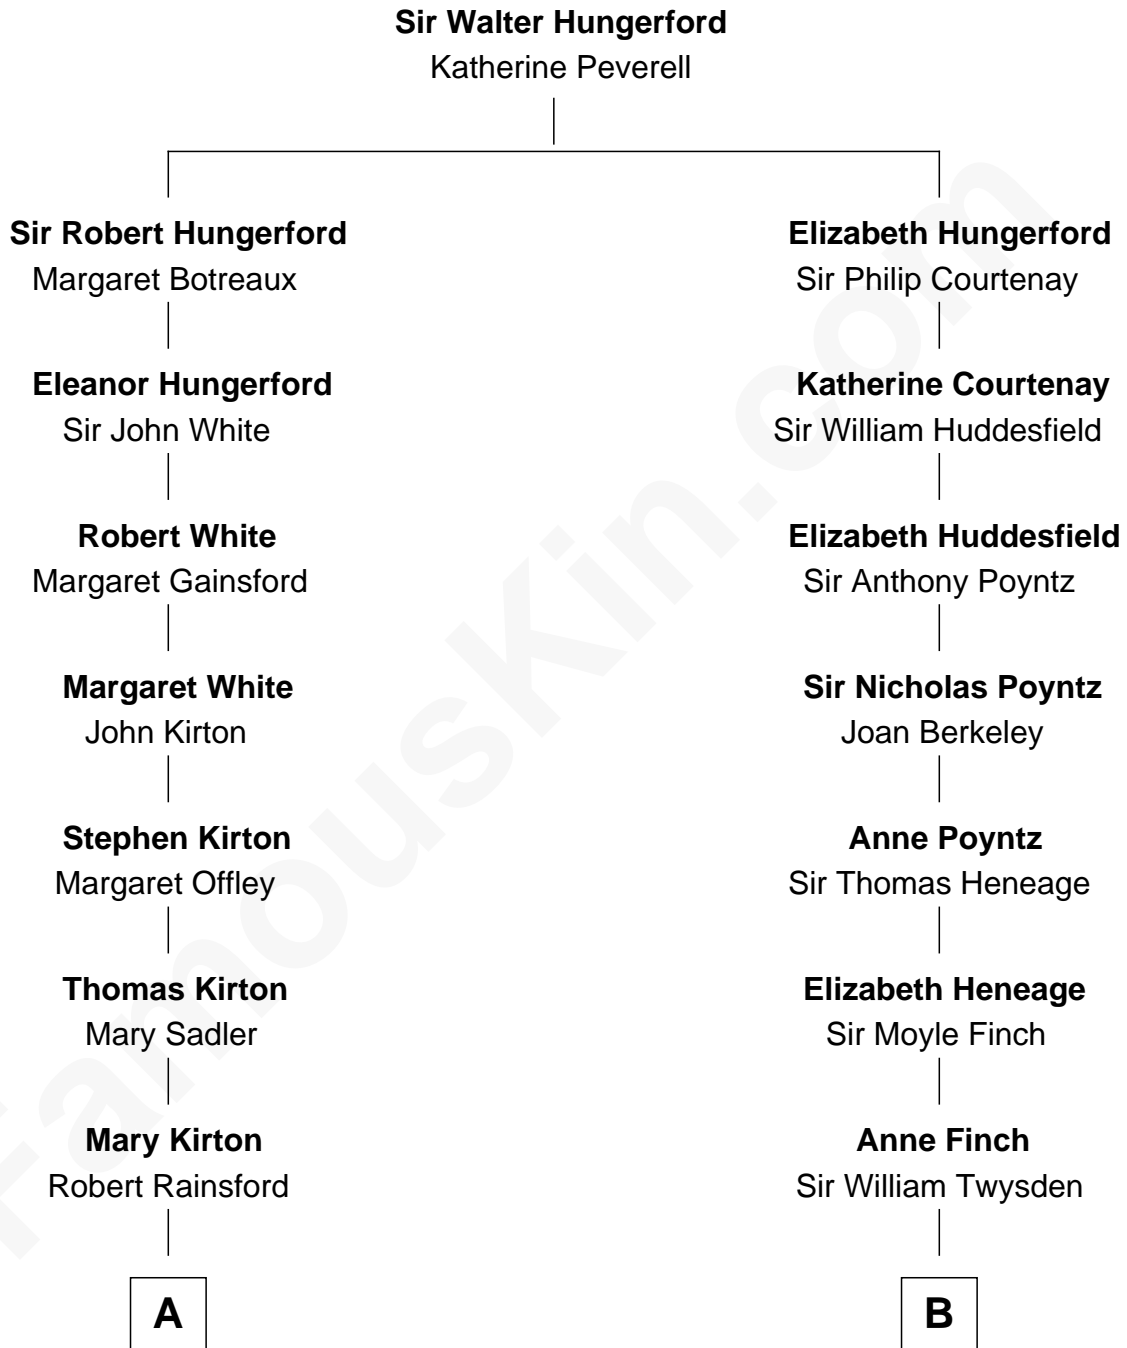 Sir Walter Hungerford
Katherine Peverell
Sir Robert Hungerford
Margaret Botreaux
Elizabeth Hungerford
Sir Philip Courtenay
Eleanor Hungerford
Sir John White
Katherine Courtenay
Sir William Huddesfield
Robert White
Margaret Gainsford
Elizabeth Huddesfield
Sir Anthony Poyntz
Margaret White
John Kirton
Sir Nicholas Poyntz
Joan Berkeley
Stephen Kirton
Margaret Offley
Anne Poyntz
Sir Thomas Heneage
Thomas Kirton
Mary Sadler
Elizabeth Heneage
Sir Moyle Finch
Mary Kirton
Robert Rainsford
Anne Finch
Sir William Twysden
A
B
FamousKin.com